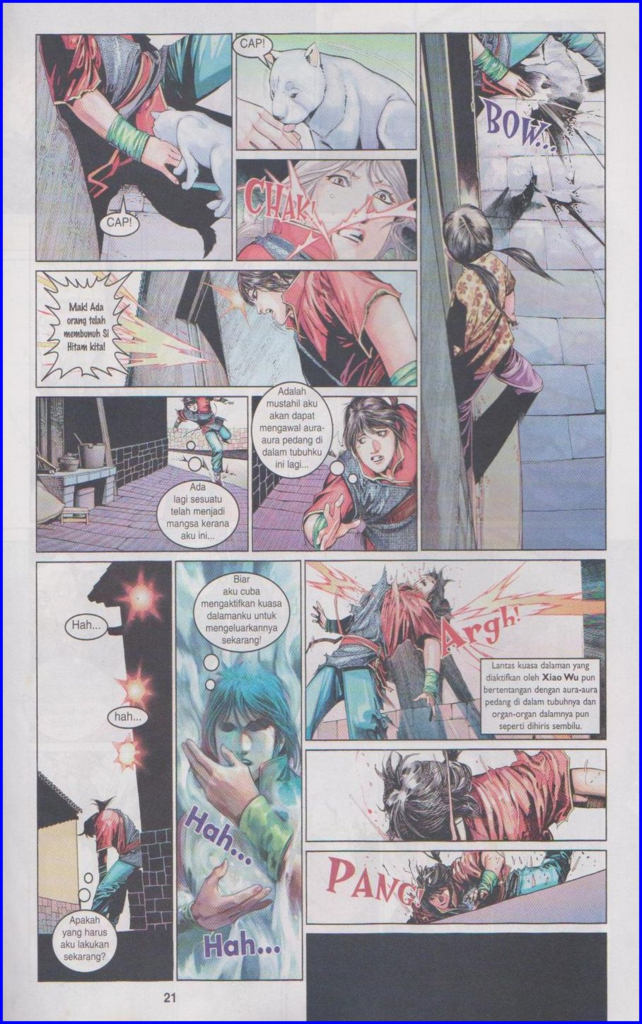 CAP!
CAP!
CHAK!
BOW...
Mak! Ada
orang telah
membunuh Si
Hitam kita!
Ada
lagi sesuatu
telah menjadi
mangsa kerana
aku ini...
Adalah
mustahil aku
akan dapat
mengawal aura-
aura pedang di
dalam tubuhku
ini lagi...
Hah...
hah...
Apakah
yang harus
aku lakukan
sekarang?
Biar
aku cuba
mengaktifkan kuasa
dalamanku untuk
mengeluarkannya
sekarang!
Hah...
Hah...
Argh!
Lantas kuasa dalaman yang
diaktifkan oleh Xiao Wu pun
bertentangan dengan aura-aura
pedang di dalam tubuhnya dan
organ-organ dalamnya pun
seperti dihiris sembilu.
PANG!
21